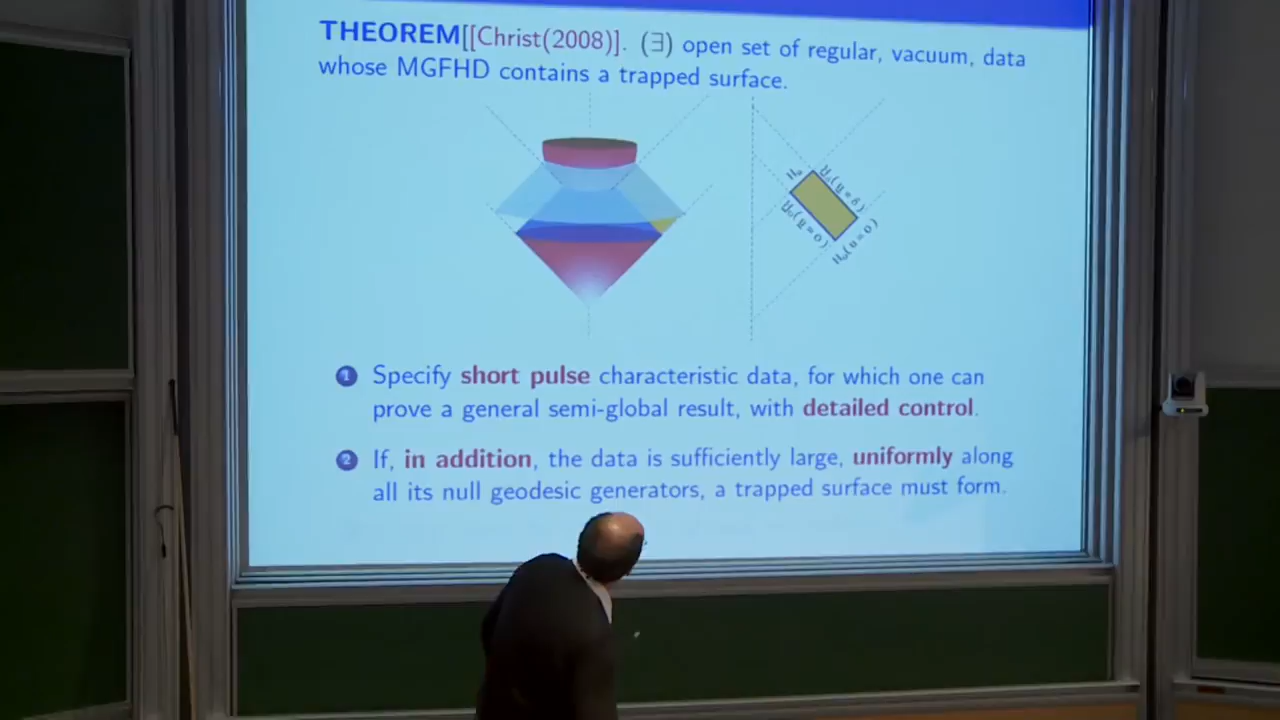 THEOREM[[Christ(2008)]. (∃) open set of regular, vacuum, data
whose MGFHD contains a trapped surface.
1 Specify short pulse characteristic data, for which one can
prove a general semi-global result, with detailed control.
2 If, in addition, the data is sufficiently large, uniformly along
all its null geodesic generators, a trapped surface must form.